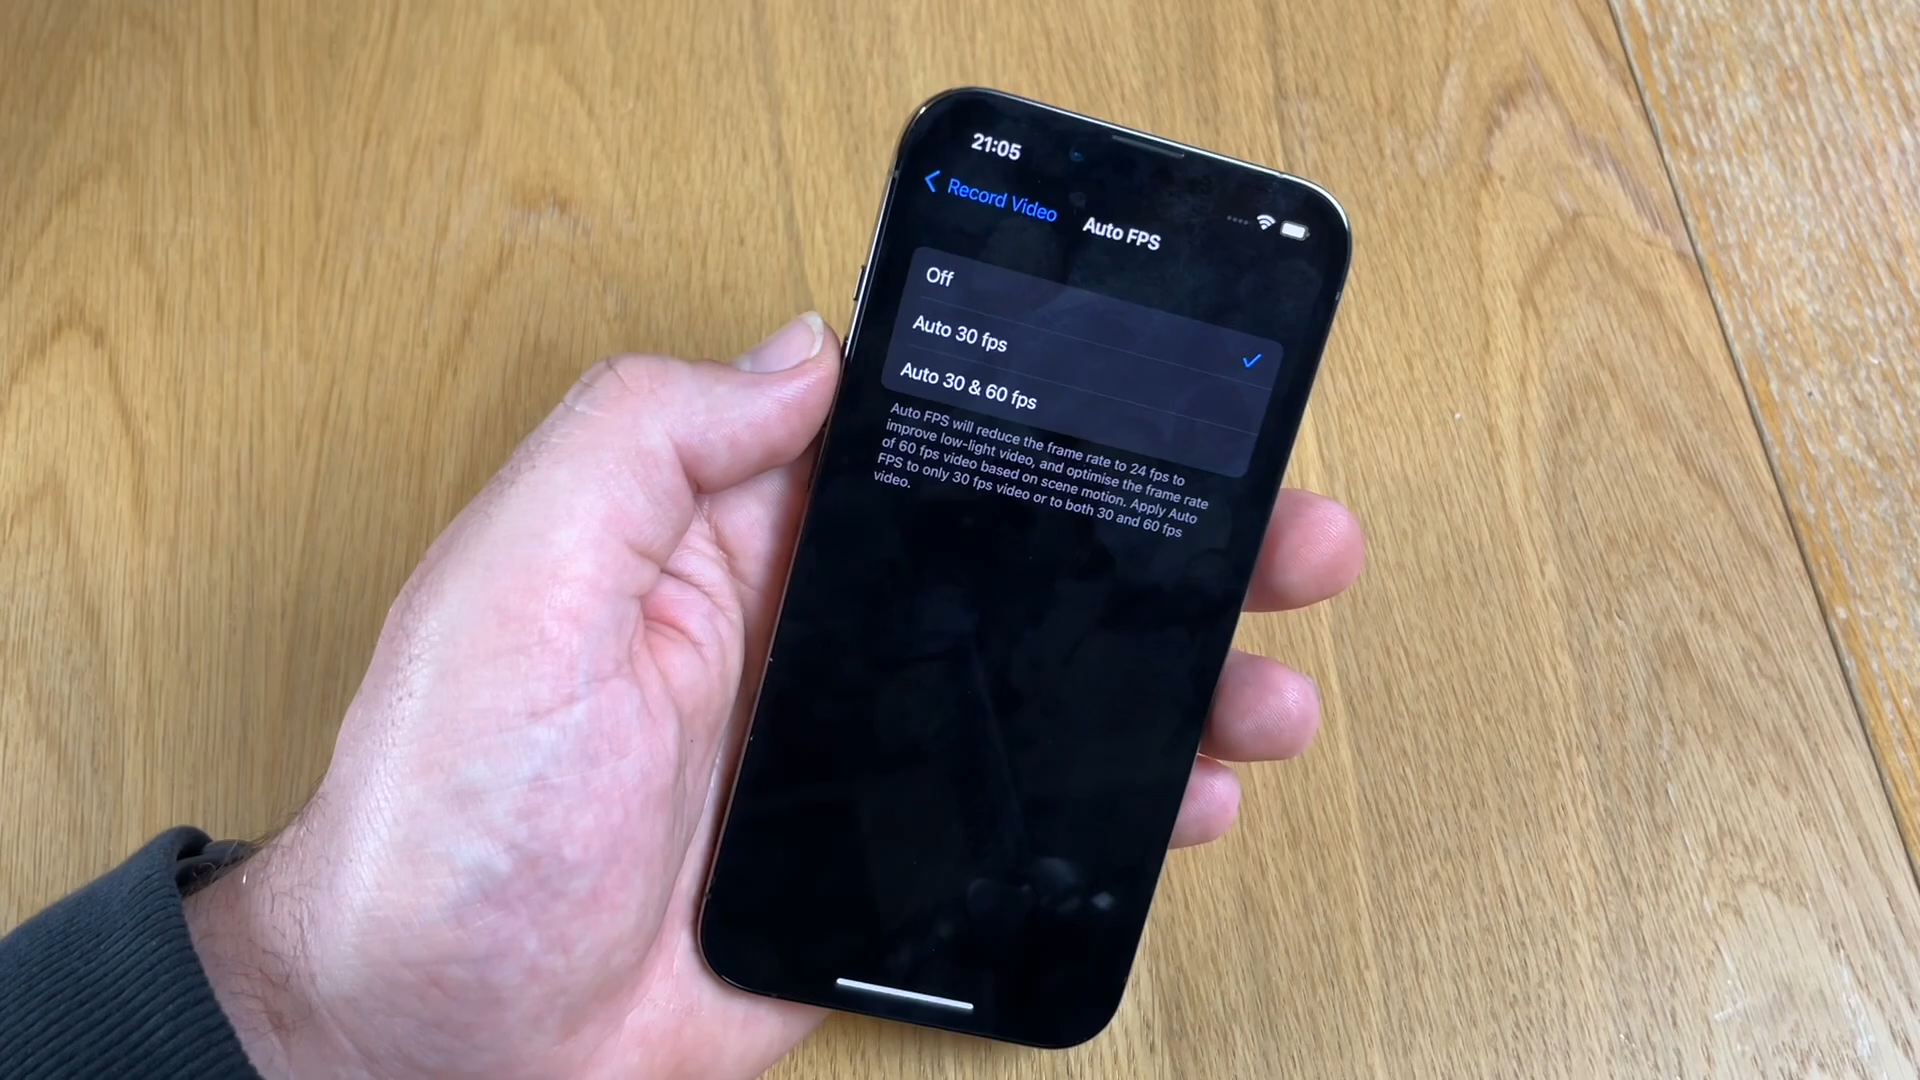 21:05
Record Video
Auto FPS
Off
Auto 30 fps
Auto 30 & 60 fps
Auto FPS will reduce the frame rate to 24 fps to
improve low-light video, and optimise the frame rate
of 60 fps video based on scene motion. Apply Auto
FPS to only 30 fps video or to both 30 and 60 fps
video.